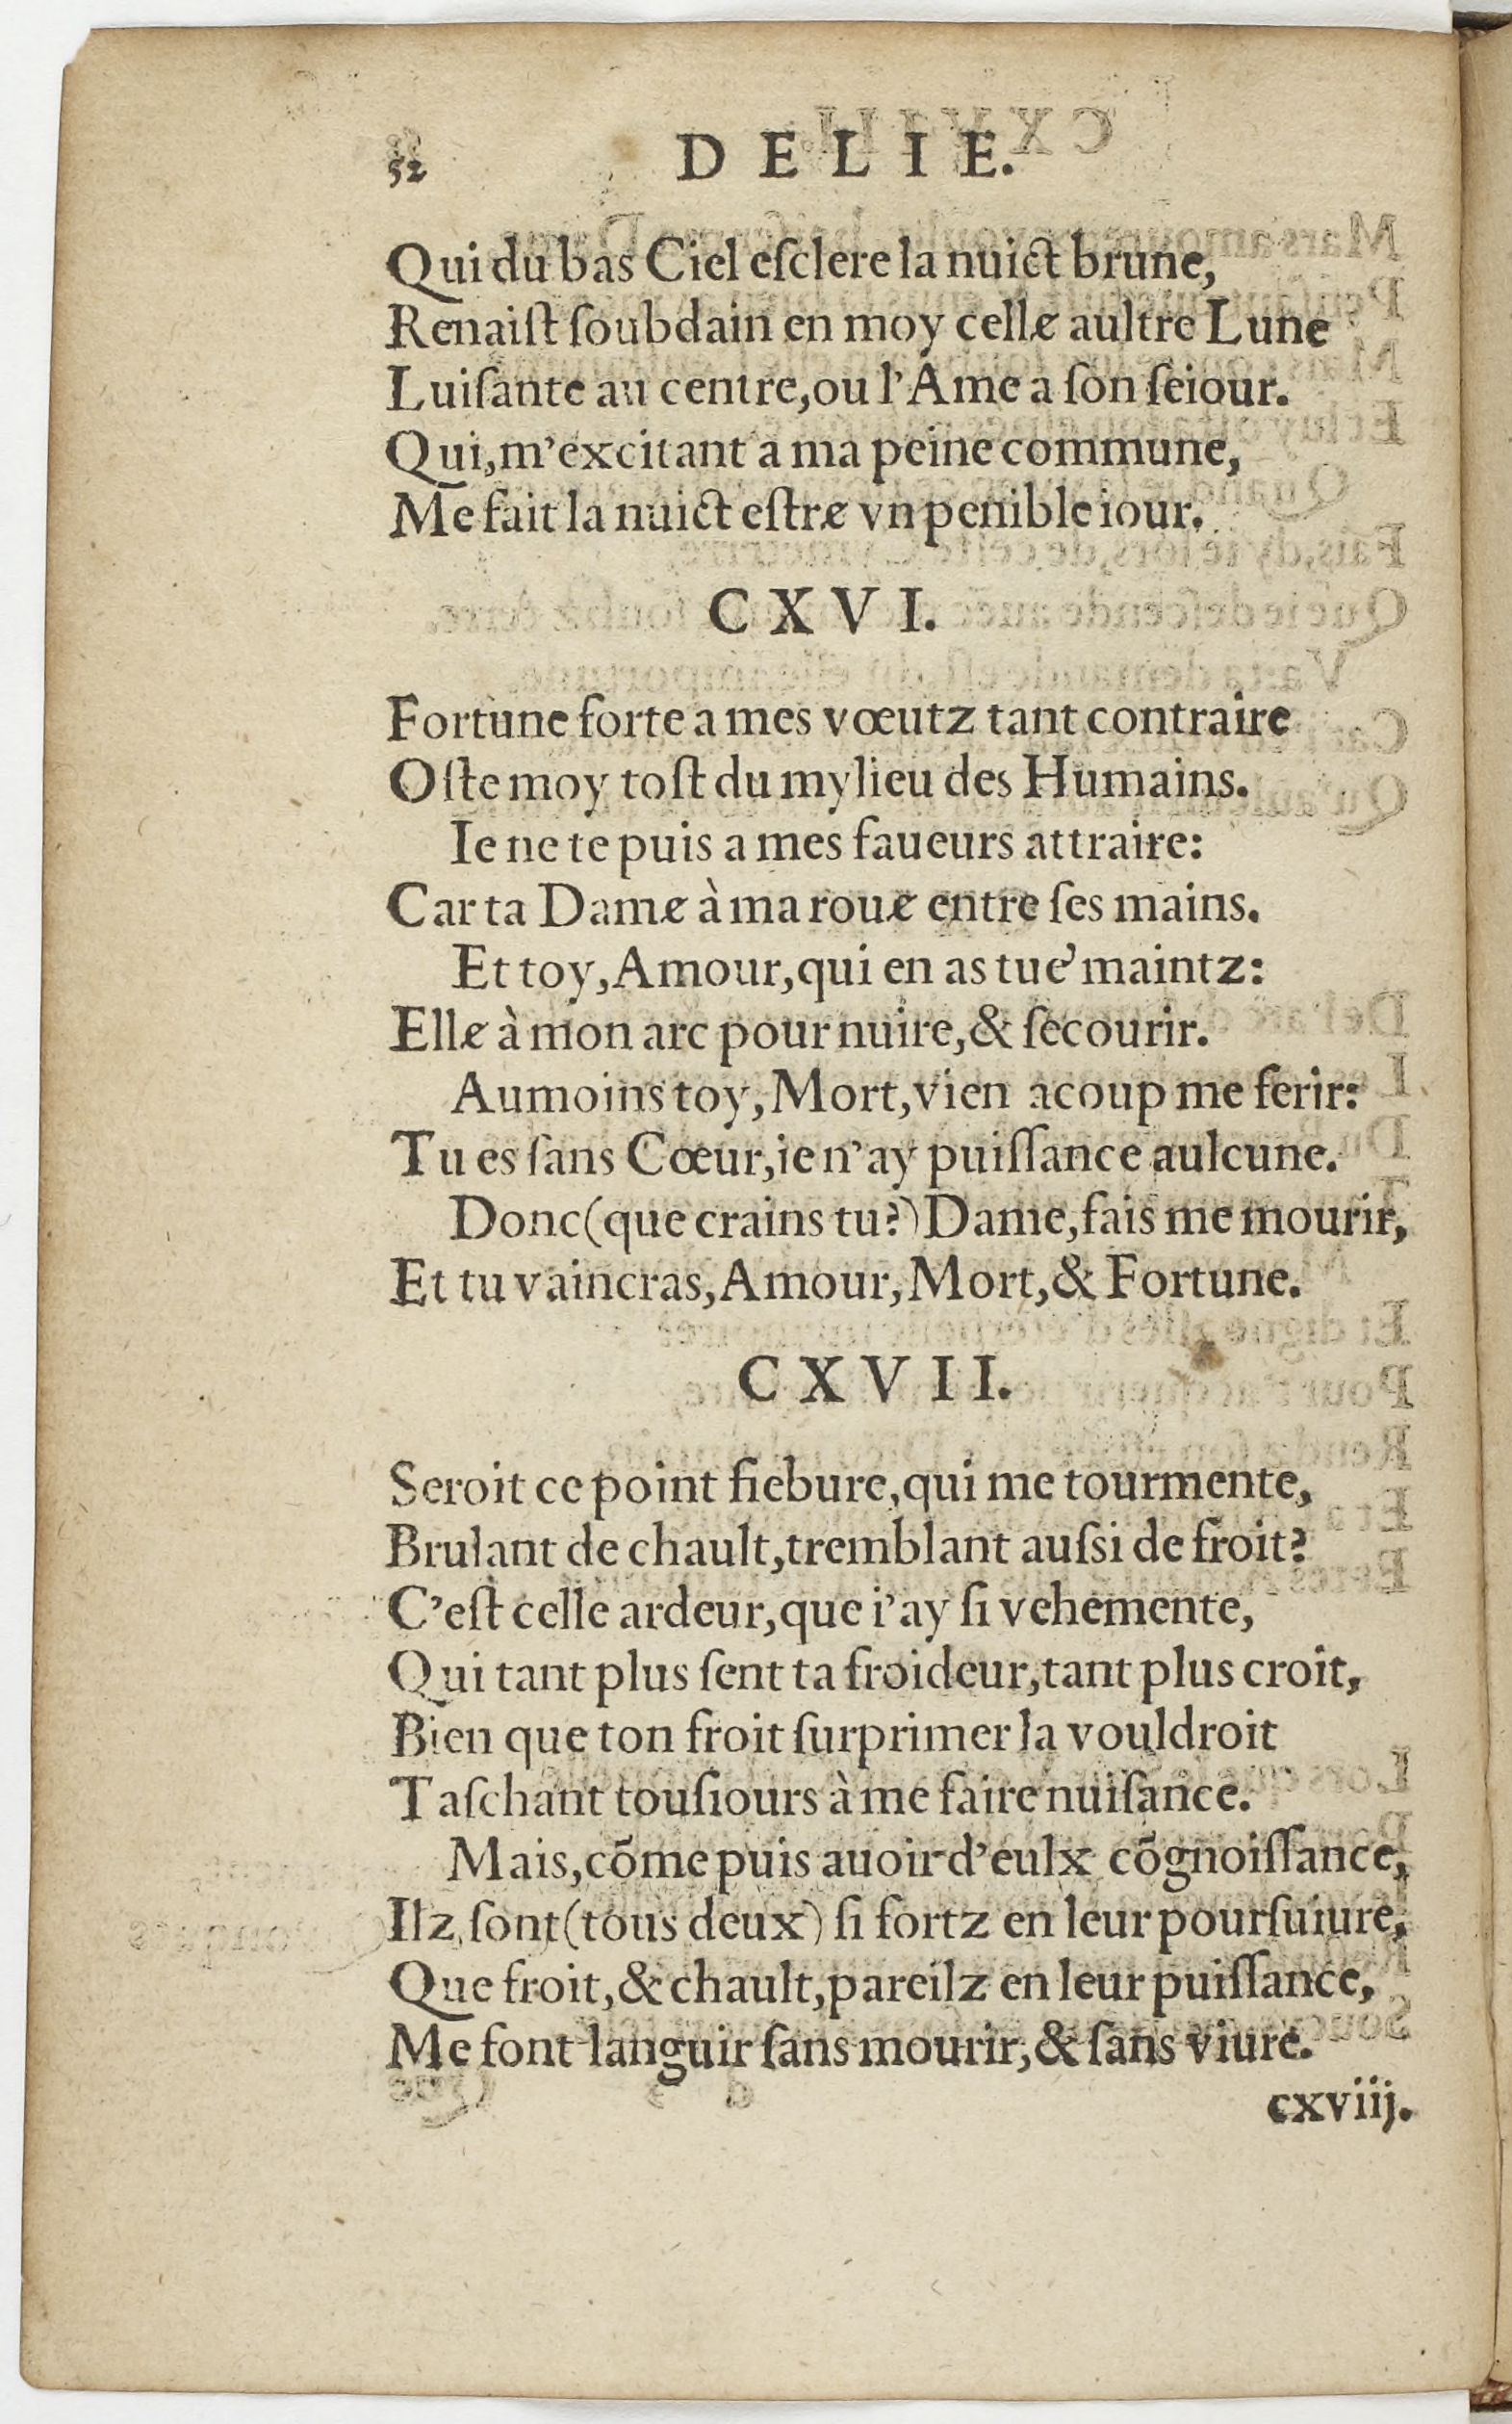 52 DELIE.
Qui du bas Ciel eſclere la nuict brune,
Renaiſt ſoubdain en moy celle aultre Lune
Luiſante au centre, ou l'Ame a ſon ſeiour.
Qui, m'excitant a ma peine commune,
Me fait la nuict eſtre vn penible iour.
CXVI.
Fortune forte a mes vœutz tant contraire
Oſte moy toſt du mylieu des Humains.
Ie ne te puis a mes faueurs attraire:
Car ta Dame à ma roue entre ſes mains.
Et toy, Amour, qui en as tué maintz:
Elle à mon arc pour nuire, & ſecourir.
Aumoins toy, Mort, vien acoup me ferir:
Tu es ſans Cœur, ie n'ay puiſſance aulcune.
Donc (que crains tu?) Dame, fais me mourir,
Et tu vaincras, Amour, Mort, & Fortune.
CXVII.
Seroit ce point fiebure, qui me tourmente,
Brulant de chault, tremblant auſsi de froit?
C'eſt celle ardeur, que i'ay ſi vehemente,
Qui tant plus ſent ta froideur, tant plus croit,
Bien que ton froit ſurprimer la vouldroit
Taſchant touſiours à me faire nuiſance.
Mais, cõme puis auoir d'eulx cõgnoiſſance,
Ilz ſont (tous deux) ſi fortz en leur pourſuiure,
Que froit, & chault, pareilz en leur puiſſance,
Me font languir ſans mourir, & ſans viure.
cxviij.